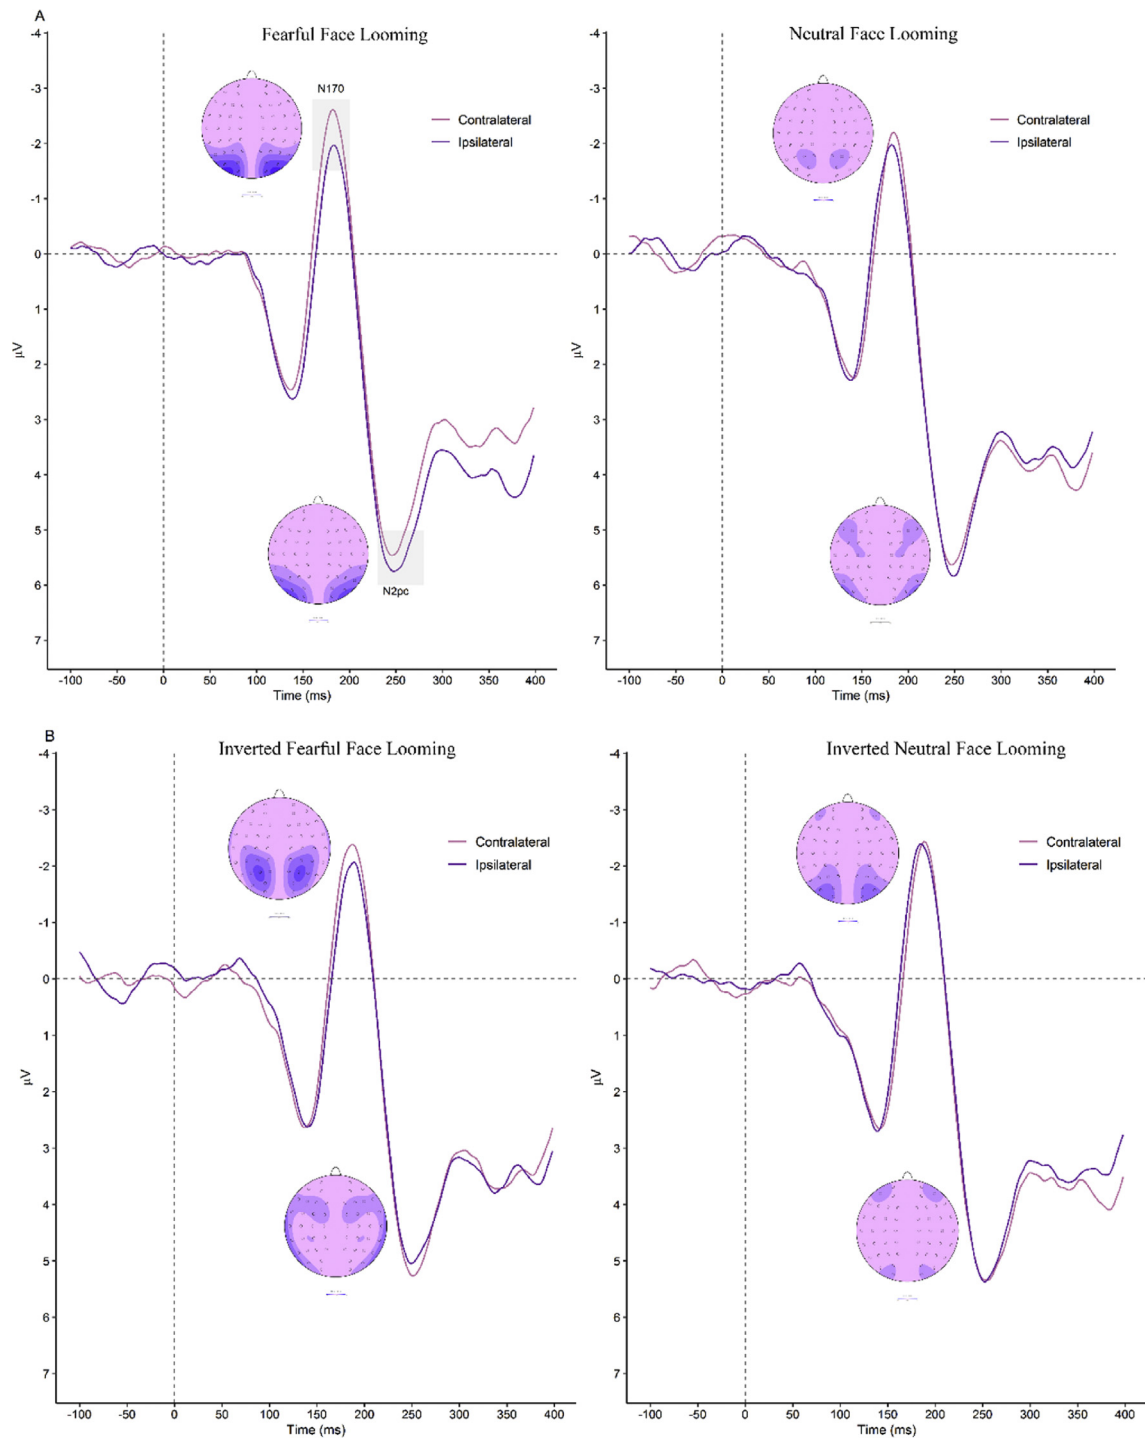 A
Fearful Face Looming
Neutral Face Looming
N170
Contralateral
Ipsilateral
Contralateral
Ipsilateral
-4
-3
-2
-1
0
1
2
3
4
5
6
7
µV
-4
-3
-2
-1
0
1
2
3
4
5
6
7
µV
N2pc
-100 -50 0 50 100 150 200 250 300 350 400
Time (ms)
-100 -50 0 50 100 150 200 250 300 350 400
Time (ms)
B
Inverted Fearful Face Looming
Inverted Neutral Face Looming
Contralateral
Ipsilateral
Contralateral
Ipsilateral
-4
-3
-2
-1
0
1
2
3
4
5
6
7
µV
-4
-3
-2
-1
0
1
2
3
4
5
6
7
µV
-100 -50 0 50 100 150 200 250 300 350 400
Time (ms)
-100 -50 0 50 100 150 200 250 300 350 400
Time (ms)